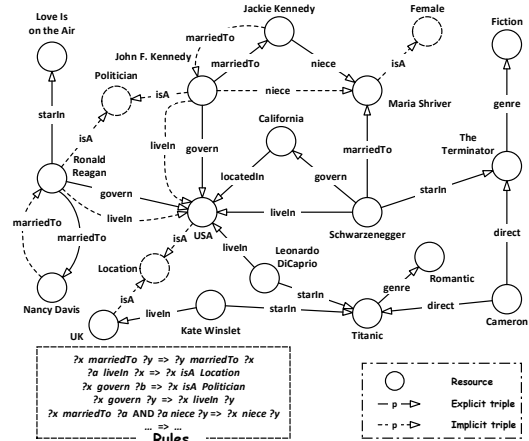 Love Is
on the Air
Jackie Kennedy
Female
Fiction
John F. Kennedy
marriedTo
marriedTo
niece
isA
Politician
isA
niece
Maria Shriver
genre
starIn
isA
liveIn
govern
California
marriedTo
The
Terminator
Ronald
Reagan
govern
locatedIn
govern
starIn
marriedTo
liveIn
liveIn
marriedTo
USA
Schwarzenegger
isA
liveIn
direct
Location
Leonardo
DiCaprio
Romantic
Nancy Davis
isA
starIn
genre
liveIn
starIn
direct
UK
Kate Winslet
Titanic
Cameron
?x marriedTo ?y => ?y marriedTo ?x
?a liveIn ?x => ?x isA Location
?x govern ?b => ?x isA Politician
?x govern ?y => ?x liveIn ?y
?x marriedTo ?a AND ?a niece ?y => ?x niece ?y
... => ...
Rules
Resource
p Explicit triple
p Implicit triple